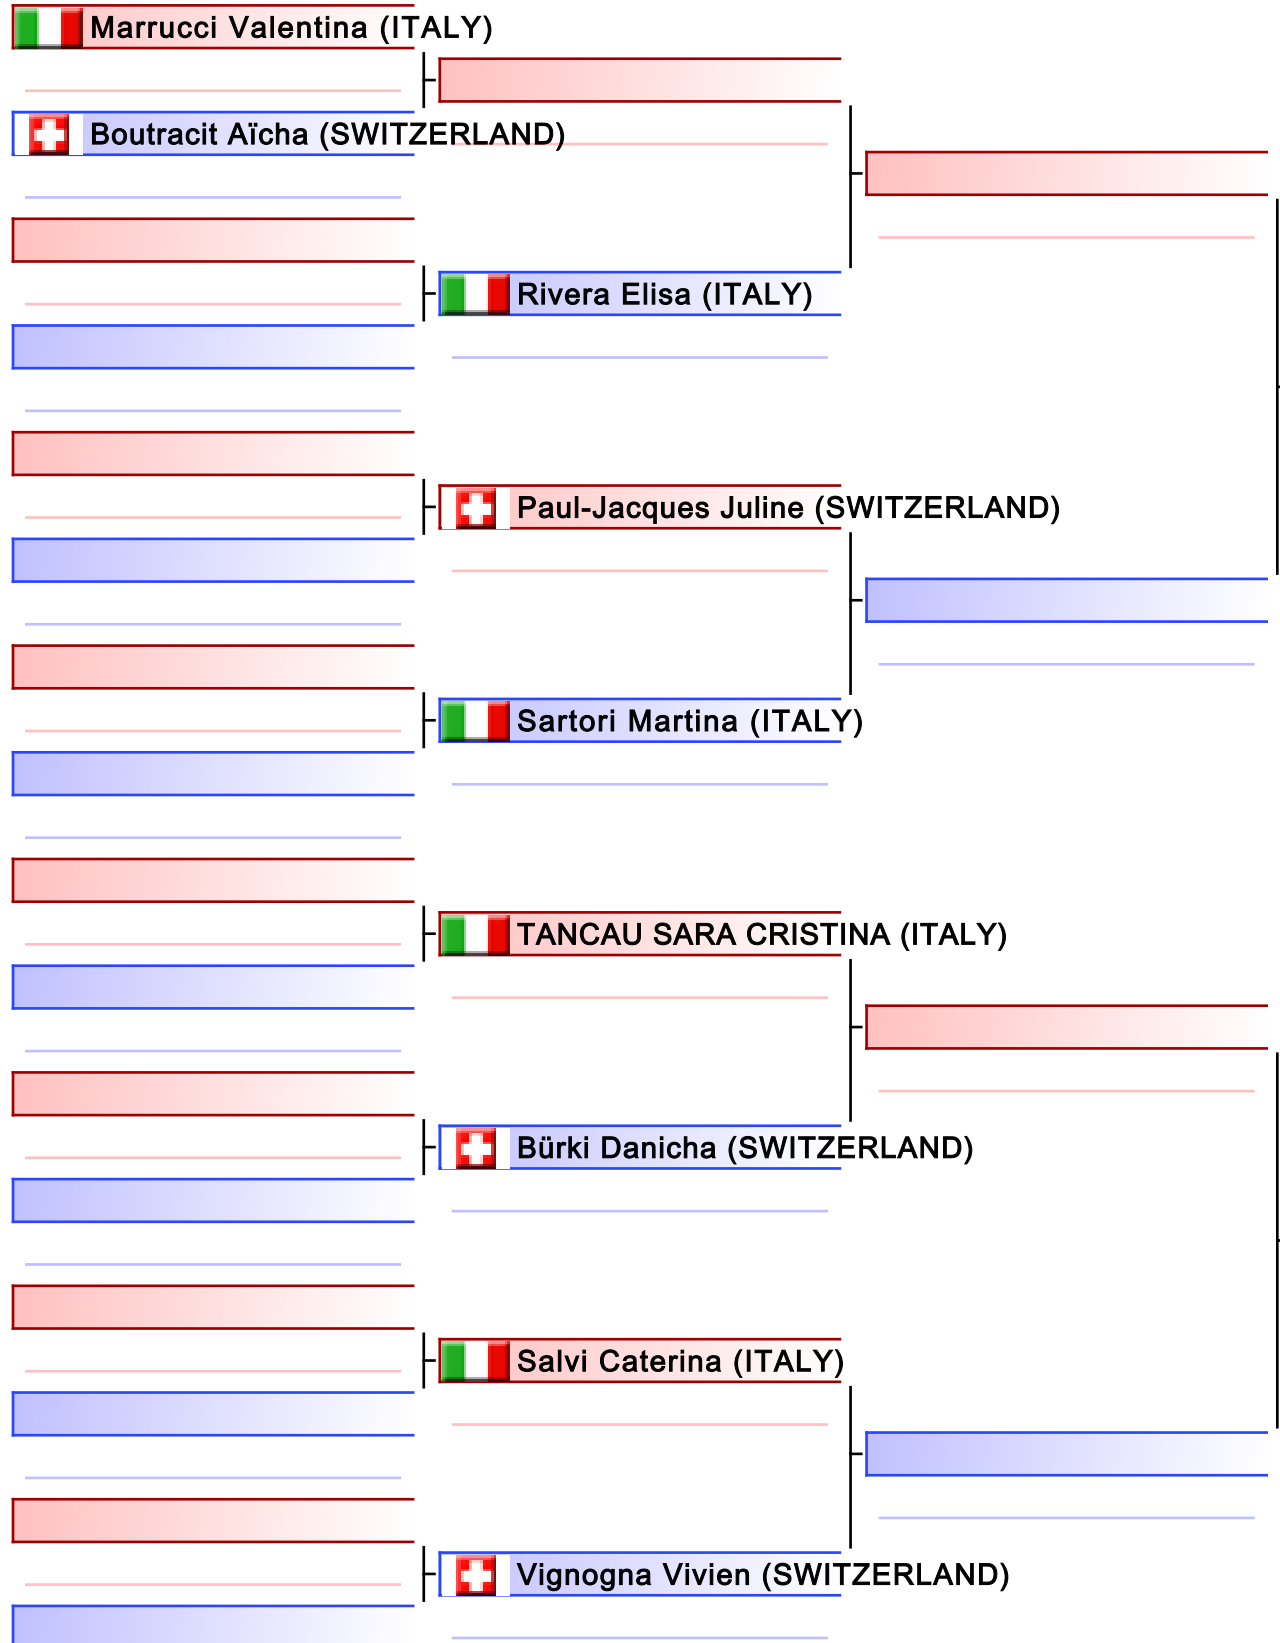 Marrucci Valentina (ITALY)
Boutracit Aïcha (SWITZERLAND)
Rivera Elisa (ITALY)
Paul-Jacques Juline (SWITZERLAND)
Sartori Martina (ITALY)
TANCAU SARA CRISTINA (ITALY)
Bürki Danicha (SWITZERLAND)
Salvi Caterina (ITALY)
Vignogna Vivien (SWITZERLAND)